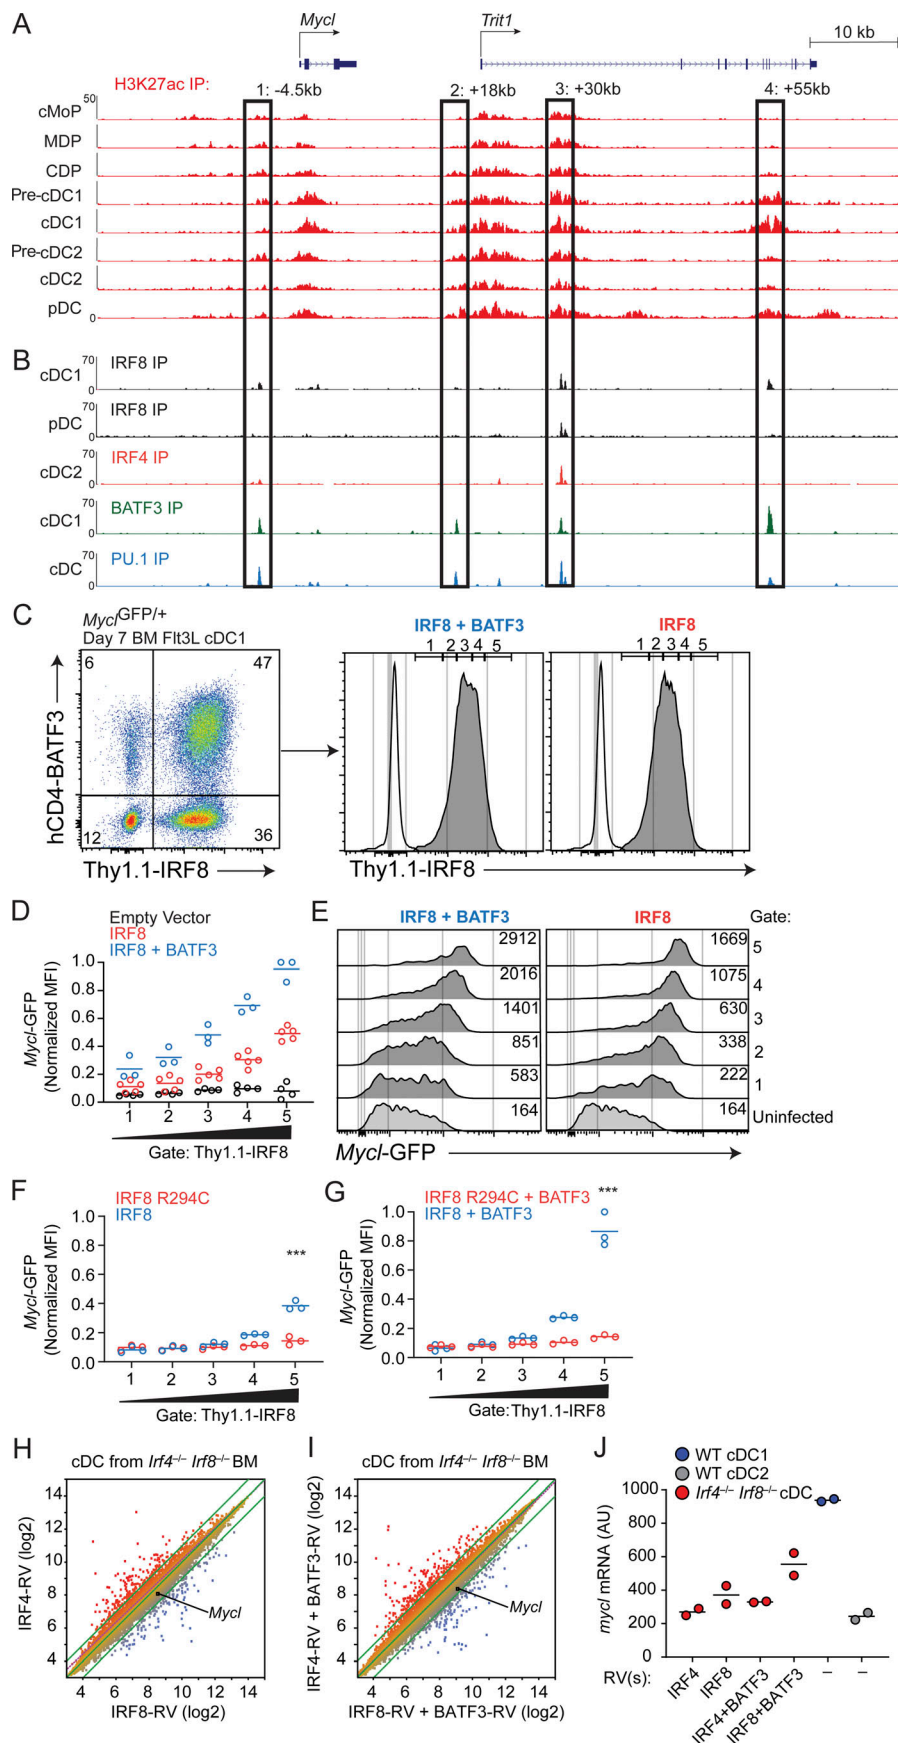 A
Mycl
Trit1
10 kb
H3K27ac IP:
1: -4.5kb
2: +18kb
3: +30kb
4: +55kb
50
cMoP
MDP
CDP
Pre-cDC1
cDC1
Pre-cDC2
cDC2
pDC
0
B
70
cDC1
IRF8 IP
0
70
pDC
IRF8 IP
0
70
cDC2
IRF4 IP
0
70
cDC1
BATF3 IP
0
70
cDC
PU.1 IP
0
C
Mycl GFP/+
Day 7 BM Flt3L cDC1
6
47
12
36
hCD4-BATF3
Thy1.1-IRF8
IRF8 + BATF3
1 2 3 4 5
IRF8
1 2 3 4 5
Thy1.1-IRF8
D
Empty Vector
IRF8
IRF8 + BATF3
Mycl-GFP
(Normalized MFI)
1.0
0.8
0.6
0.4
0.2
0.0
1 2 3 4 5
Gate: Thy1.1-IRF8
E
IRF8 + BATF3
IRF8
Gate:
2912
1669
5
2016
1075
4
1401
630
3
851
338
2
583
222
1
164
164
Uninfected
Mycl-GFP
F
IRF8 R294C
IRF8
***
Mycl-GFP
(Normalized MFI)
1.0
0.8
0.6
0.4
0.2
0.0
1 2 3 4 5
Gate: Thy1.1-IRF8
G
IRF8 R294C + BATF3
IRF8 + BATF3
***
Mycl-GFP
(Normalized MFI)
1.0
0.8
0.6
0.4
0.2
0.0
1 2 3 4 5
Gate: Thy1.1-IRF8
H
cDC from Irf4–/– Irf8–/– BM
IRF4-RV (log2)
14
12
10
8
6
4
Mycl
4 6 8 10 12 14
IRF8-RV (log2)
I
cDC from Irf4–/– Irf8–/– BM
IRF4-RV + BATF3-RV (log2)
14
12
10
8
6
4
Mycl
4 6 8 10 12 14
IRF8-RV + BATF3-RV (log2)
J
WT cDC1
WT cDC2
Irf4–/– Irf8–/– cDC
mycl mRNA (AU)
1000
800
600
400
200
0
RV(s):
IRF4
IRF8
IRF4+BATF3
IRF8+BATF3
–
–